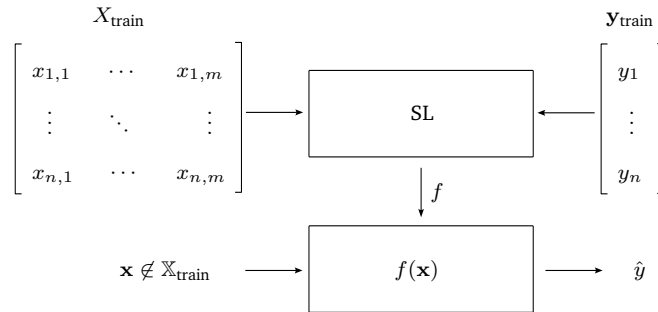 X_train y_train
x_{1,1} ⋯ x_{1,m} y_1
⋮ ⋱ ⋮ SL ⋮
x_{n,1} ⋯ x_{n,m} y_n
f
𝐱 ∉ 𝕏_train f(𝐱) ŷ